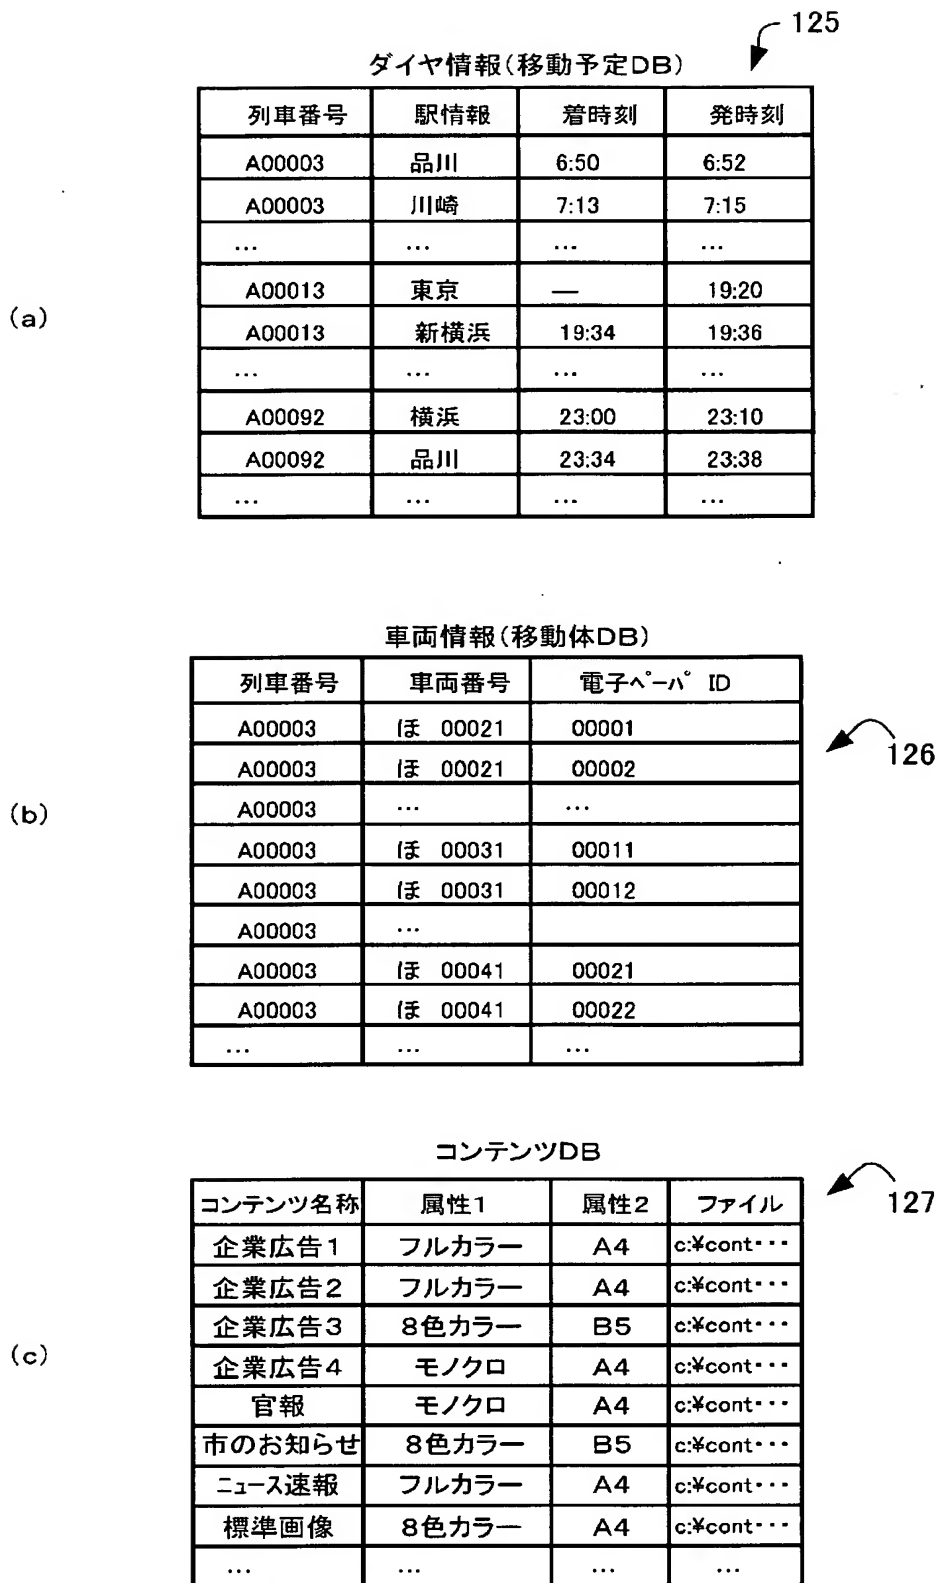 125
ダイヤ情報(移動予定DB)
列車番号 駅情報 着時刻 発時刻
A00003 品川 6:50 6:52
A00003 川崎 7:13 7:15
… … … …
A00013 東京 — 19:20
A00013 新横浜 19:34 19:36
… … … …
A00092 横浜 23:00 23:10
A00092 品川 23:34 23:38
… … … …
(a)
車両情報(移動体DB)
126
列車番号 車両番号 電子ペーパ ID
A00003 ほ 00021 00001
A00003 ほ 00021 00002
A00003 … …
A00003 ほ 00031 00011
A00003 ほ 00031 00012
A00003 …
A00003 ほ 00041 00021
A00003 ほ 00041 00022
… … …
(b)
コンテンツDB
127
コンテンツ名称 属性1 属性2 ファイル
企業広告1 フルカラー A4 c:¥cont・・・
企業広告2 フルカラー A4 c:¥cont・・・
企業広告3 8色カラー B5 c:¥cont・・・
企業広告4 モノクロ A4 c:¥cont・・・
官報 モノクロ A4 c:¥cont・・・
市のお知らせ 8色カラー B5 c:¥cont・・・
ニュース速報 フルカラー A4 c:¥cont・・・
標準画像 8色カラー A4 c:¥cont・・・
… … … …
(c)